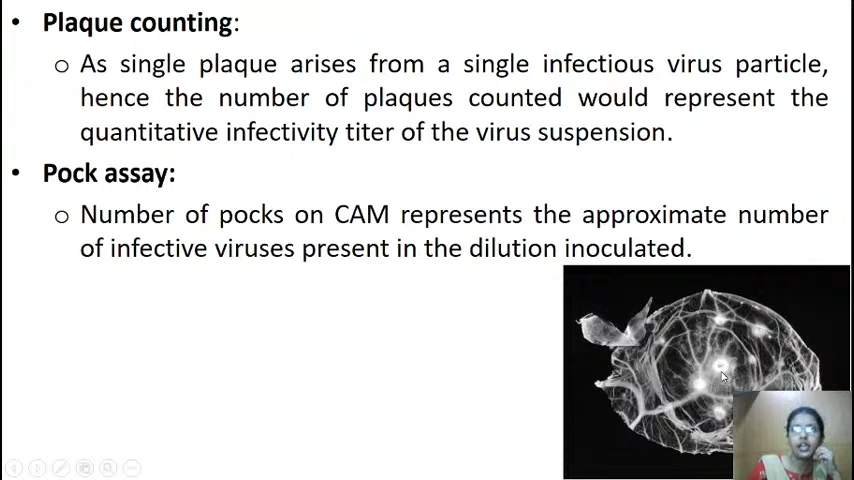 • Plaque counting:
o As single plaque arises from a single infectious virus particle,
hence the number of plaques counted would represent the
quantitative infectivity titer of the virus suspension.
• Pock assay:
o Number of pocks on CAM represents the approximate number
of infective viruses present in the dilution inoculated.